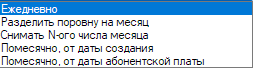 Ежедневно
Разделить поровну на месяц
Снимать N-ого числа месяца
Помесячно, от даты создания
Помесячно, от даты абонентской платы